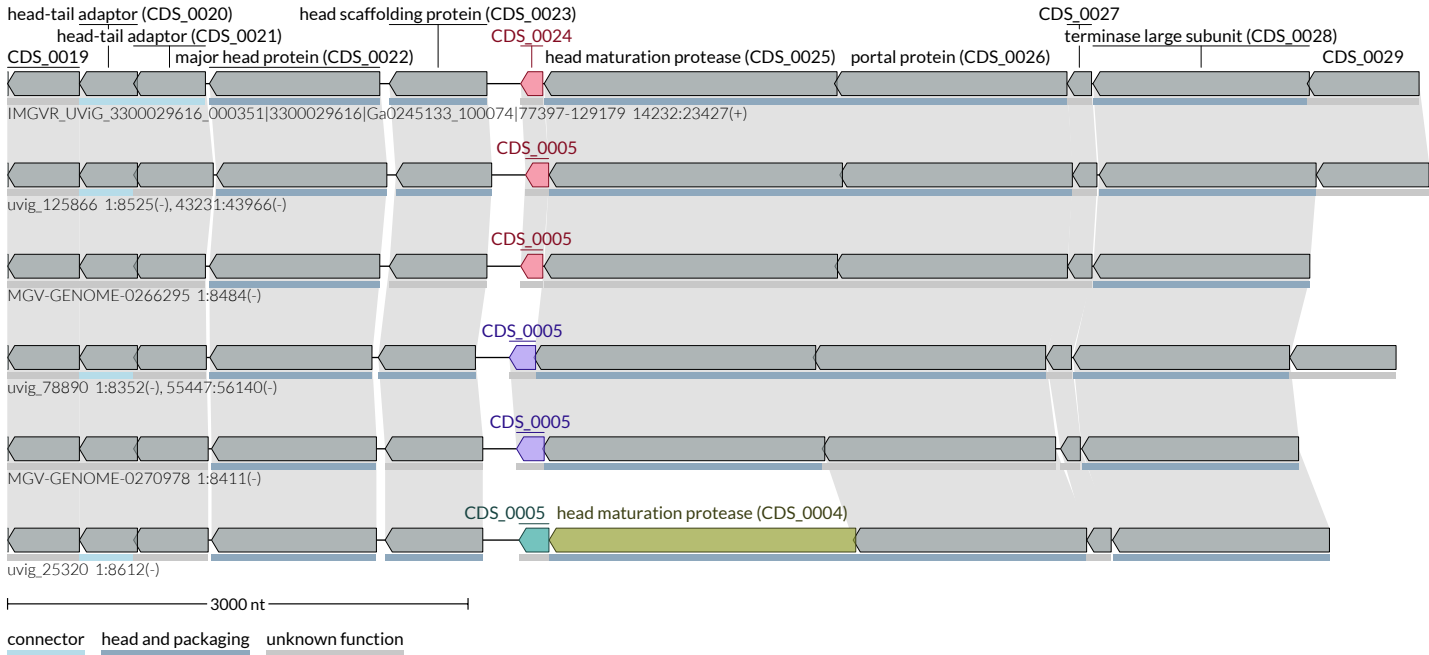 head-tail adaptor (CDS_0020)
head scaffolding protein (CDS_0023)
CDS_0027
head-tail adaptor (CDS_0021)
CDS_0024
terminase large subunit (CDS_0028)
CDS_0019
major head protein (CDS_0022)
head maturation protease (CDS_0025)
portal protein (CDS_0026)
CDS_0029
IMGVR_UViG_3300029616_000351|3300029616|Ga0245133_100074|77397-129179 14232:23427(+)
CDS_0005
uvig_125866 1:8525(-), 43231:43966(-)
CDS_0005
MGV-GENOME-0266295 1:8484(-)
CDS_0005
uvig_78890 1:8352(-), 55447:56140(-)
CDS_0005
MGV-GENOME-0270978 1:8411(-)
CDS_0005
head maturation protease (CDS_0004)
uvig_25320 1:8612(-)
3000 nt
connector
head and packaging
unknown function